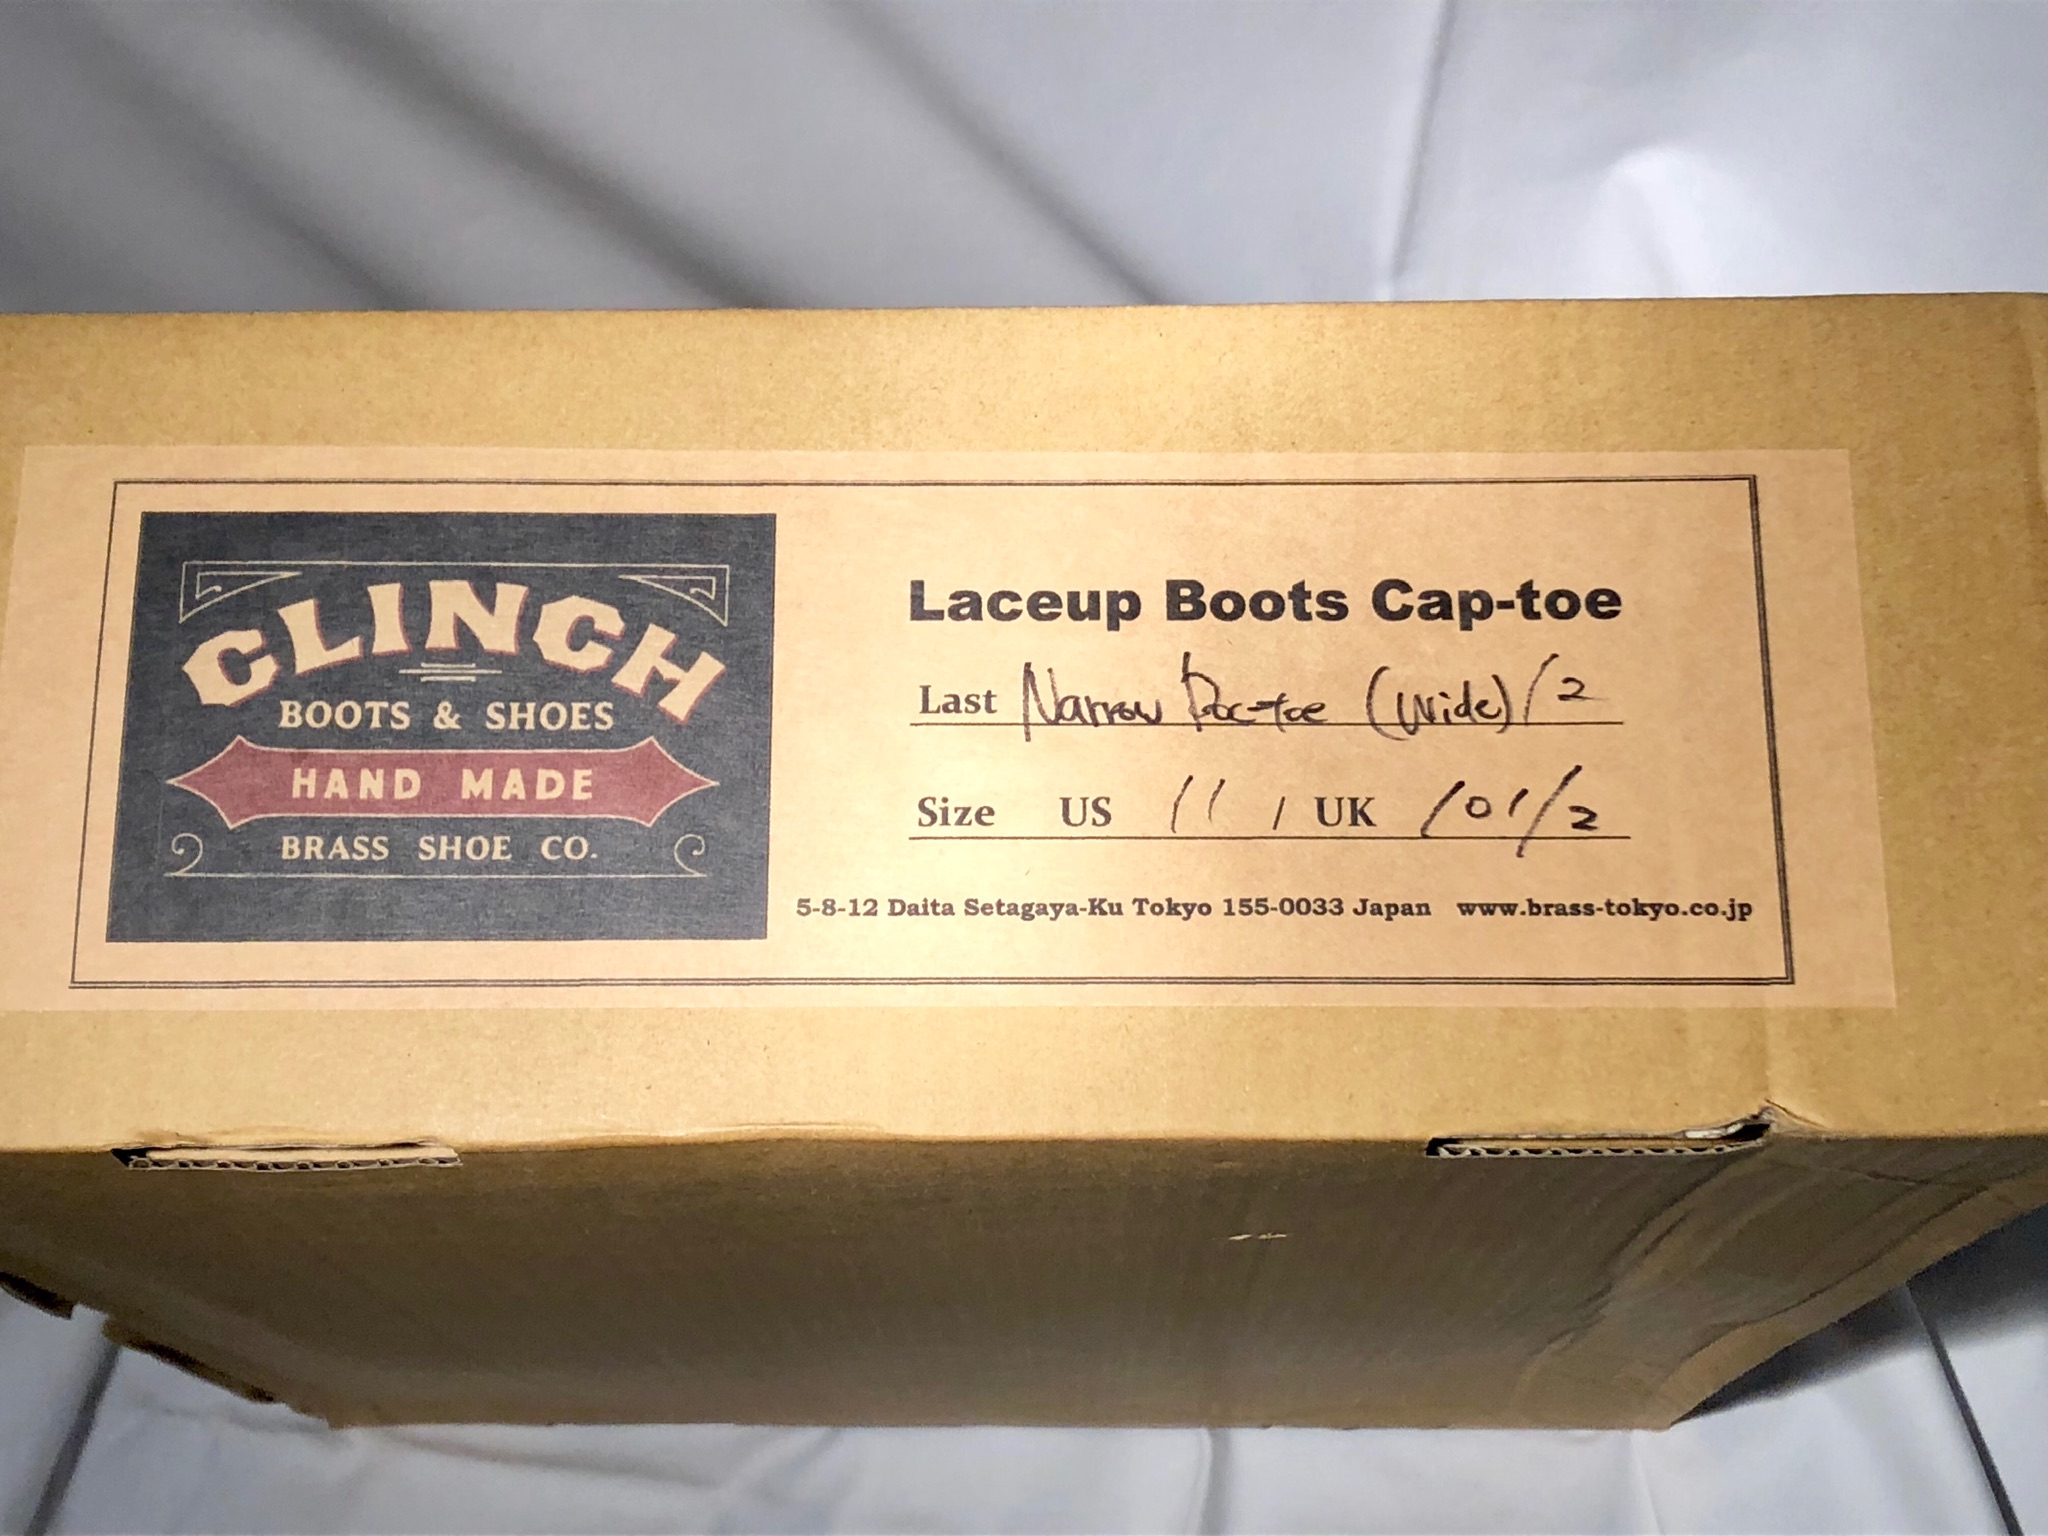 CLINCH
BOOTS & SHOES
HAND MADE
BRASS SHOE CO.
Laceup Boots Cap-toe
Last Narrow Doc-toe (Wide)/2
Size US 11 / UK 10 1/2
5-8-12 Daita Setagaya-Ku Tokyo 155-0033 Japan www.brass-tokyo.co.jp